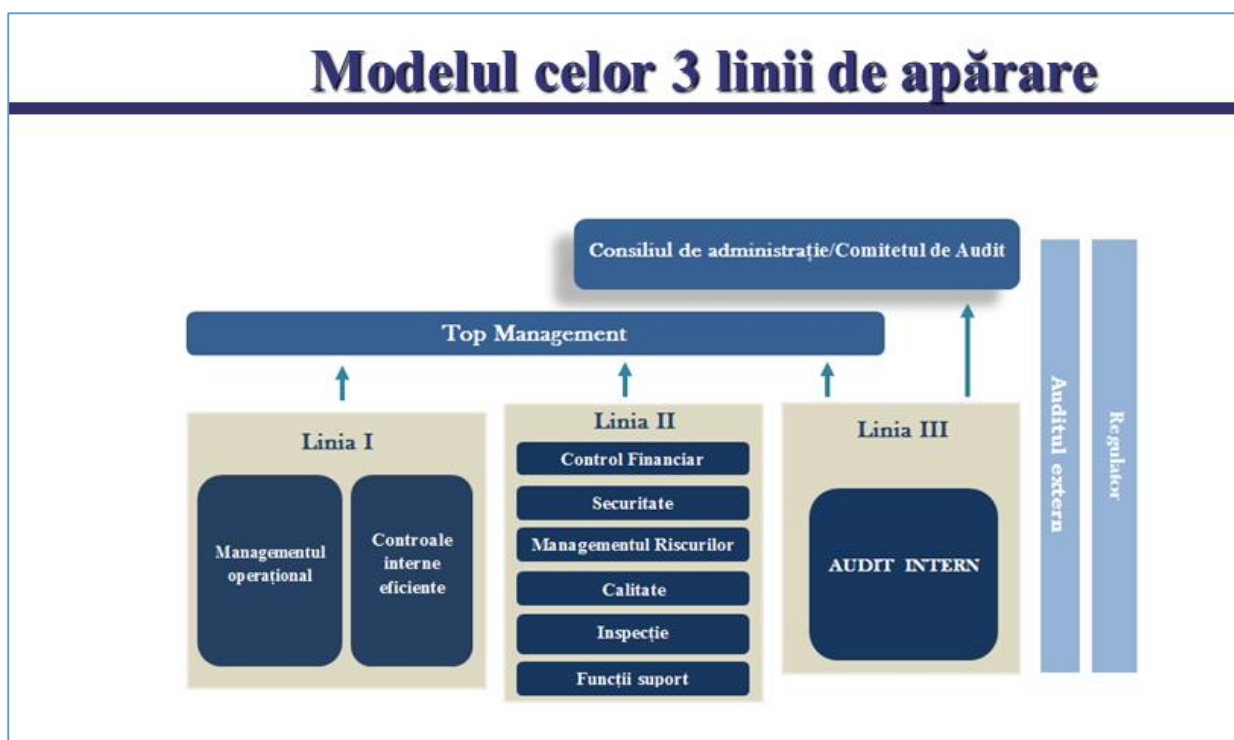 Modelul celor 3 linii de apărare
Consiliul de administrație/Comitetul de Audit
Top Management
Linia I
Managementul
operațional
Controale
interne
eficiente
Linia II
Control Financiar
Securitate
Managementul Riscurilor
Calitate
Inspecție
Funcții suport
Linia III
AUDIT INTERN
Auditul extern
Regulator